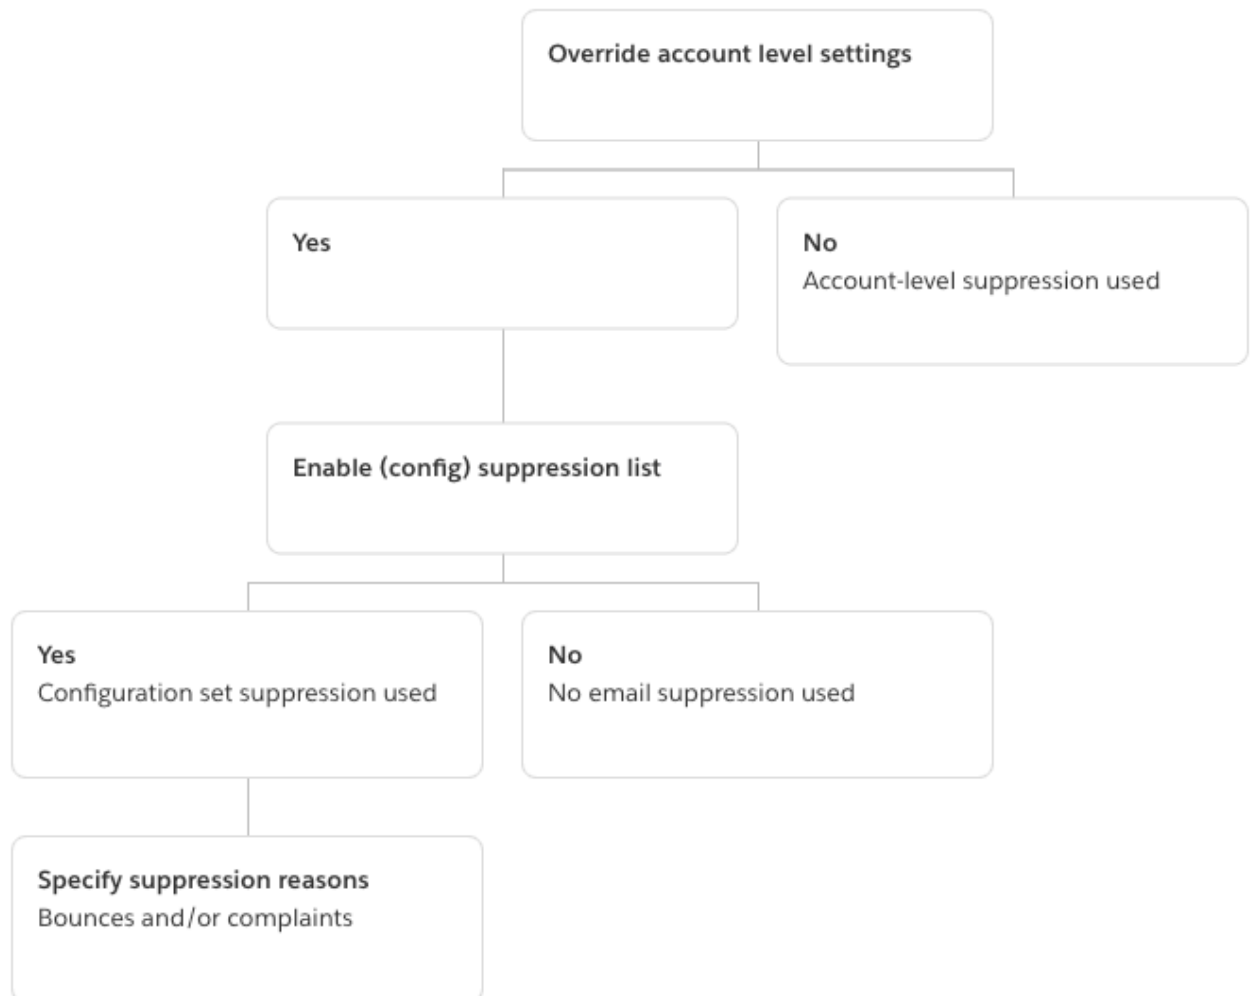 Override account level settings
Yes
No
Account-level suppression used
Enable (config) suppression list
Yes
Configuration set suppression used
No
No email suppression used
Specify suppression reasons
Bounces and/or complaints